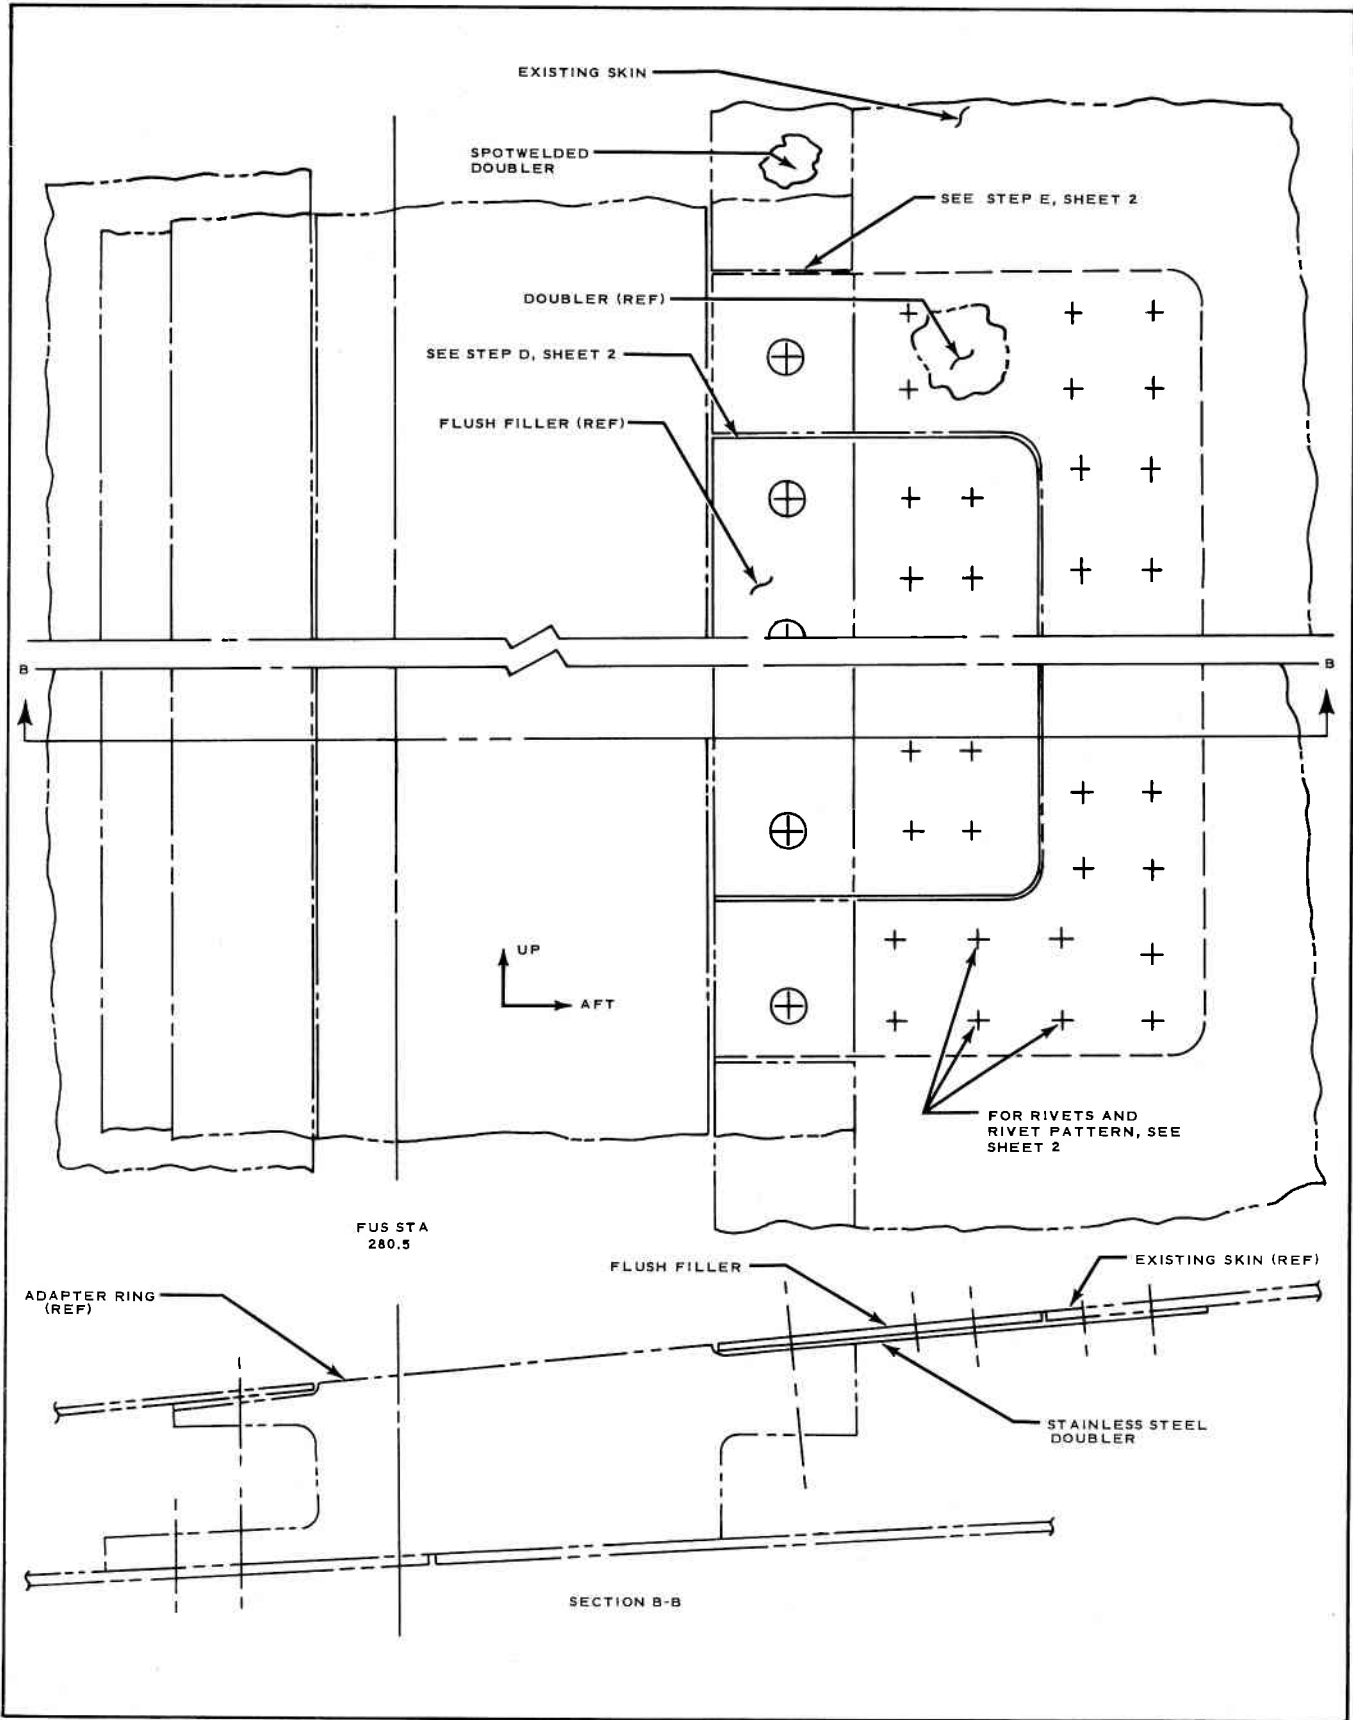 EXISTING SKIN
SPOTWELDED
DOUBLER
SEE STEP E, SHEET 2
DOUBLER (REF)
SEE STEP D, SHEET 2
FLUSH FILLER (REF)
B
B
UP
AFT
FOR RIVETS AND
RIVET PATTERN, SEE
SHEET 2
FUS STA
280.5
FLUSH FILLER
EXISTING SKIN (REF)
ADAPTER RING
(REF)
STAINLESS STEEL
DOUBLER
SECTION B-B